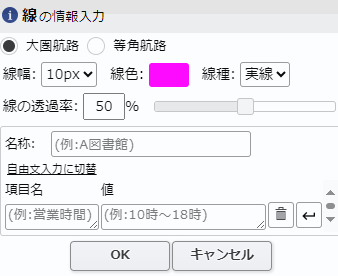 線の情報入力
大圏航路 等角航路
線幅: 10px 線色: 線種: 実線
線の透過率: 50 %
名称: (例:A図書館)
自由文入力に切替
項目名 値
(例:営業時間) (例:10時～18時)
OK キャンセル